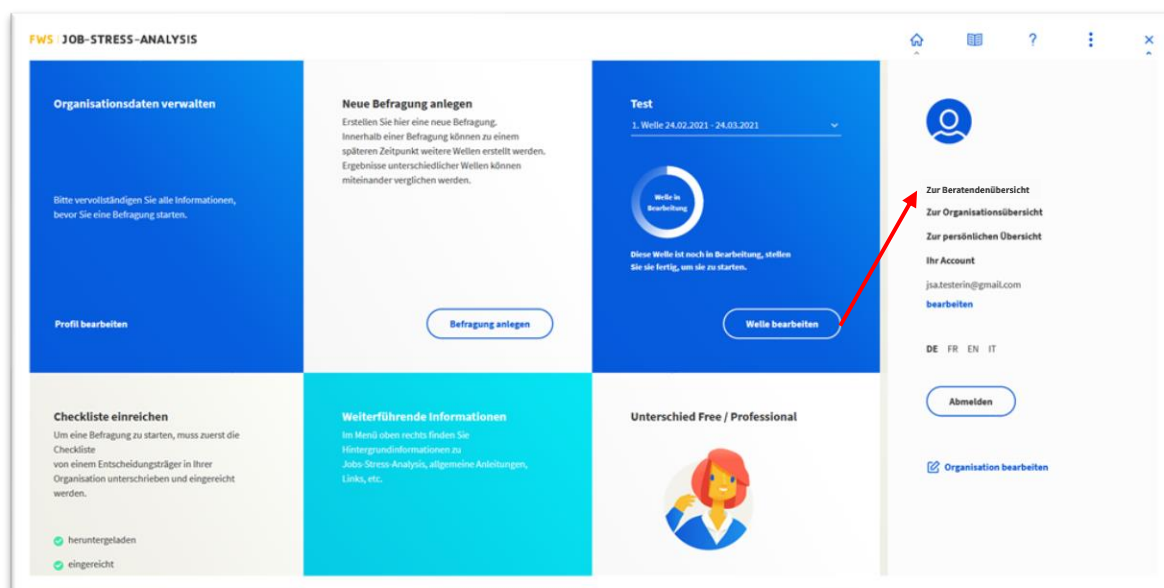 FWS JOB-STRESS-ANALYSIS
?
Organisationsdaten verwalten
Bitte vervollständigen Sie alle Informationen,
bevor Sie eine Befragung starten.
Profil bearbeiten
Neue Befragung anlegen
Erstellen Sie hier eine neue Befragung.
Innerhalb einer Befragung können zu einem
späteren Zeitpunkt weitere Wellen erstellt werden.
Ergebnisse unterschiedlicher Wellen können
miteinander verglichen werden.
Befragung anlegen
Test
1. Welle 24.02.2021 - 24.03.2021
Welle in
Bearbeitung
Diese Welle ist noch in Bearbeitung, stellen
Sie sie fertig, um sie zu starten.
Welle bearbeiten
Zur Beratendenübersicht
Zur Organisationsübersicht
Zur persönlichen Übersicht
Ihr Account
jsa.testerin@gmail.com
bearbeiten
DE FR EN IT
Abmelden
Organisation bearbeiten
Checkliste einreichen
Um eine Befragung zu starten, muss zuerst die
Checkliste
von einem Entscheidungsträger in Ihrer
Organisation unterschrieben und eingereicht
werden.
heruntergeladen
eingereicht
Weiterführende Informationen
Im Menü oben rechts finden Sie
Hintergrundinformationen zu
Jobs-Stress-Analysis, allgemeine Anleitungen,
Links, etc.
Unterschied Free / Professional